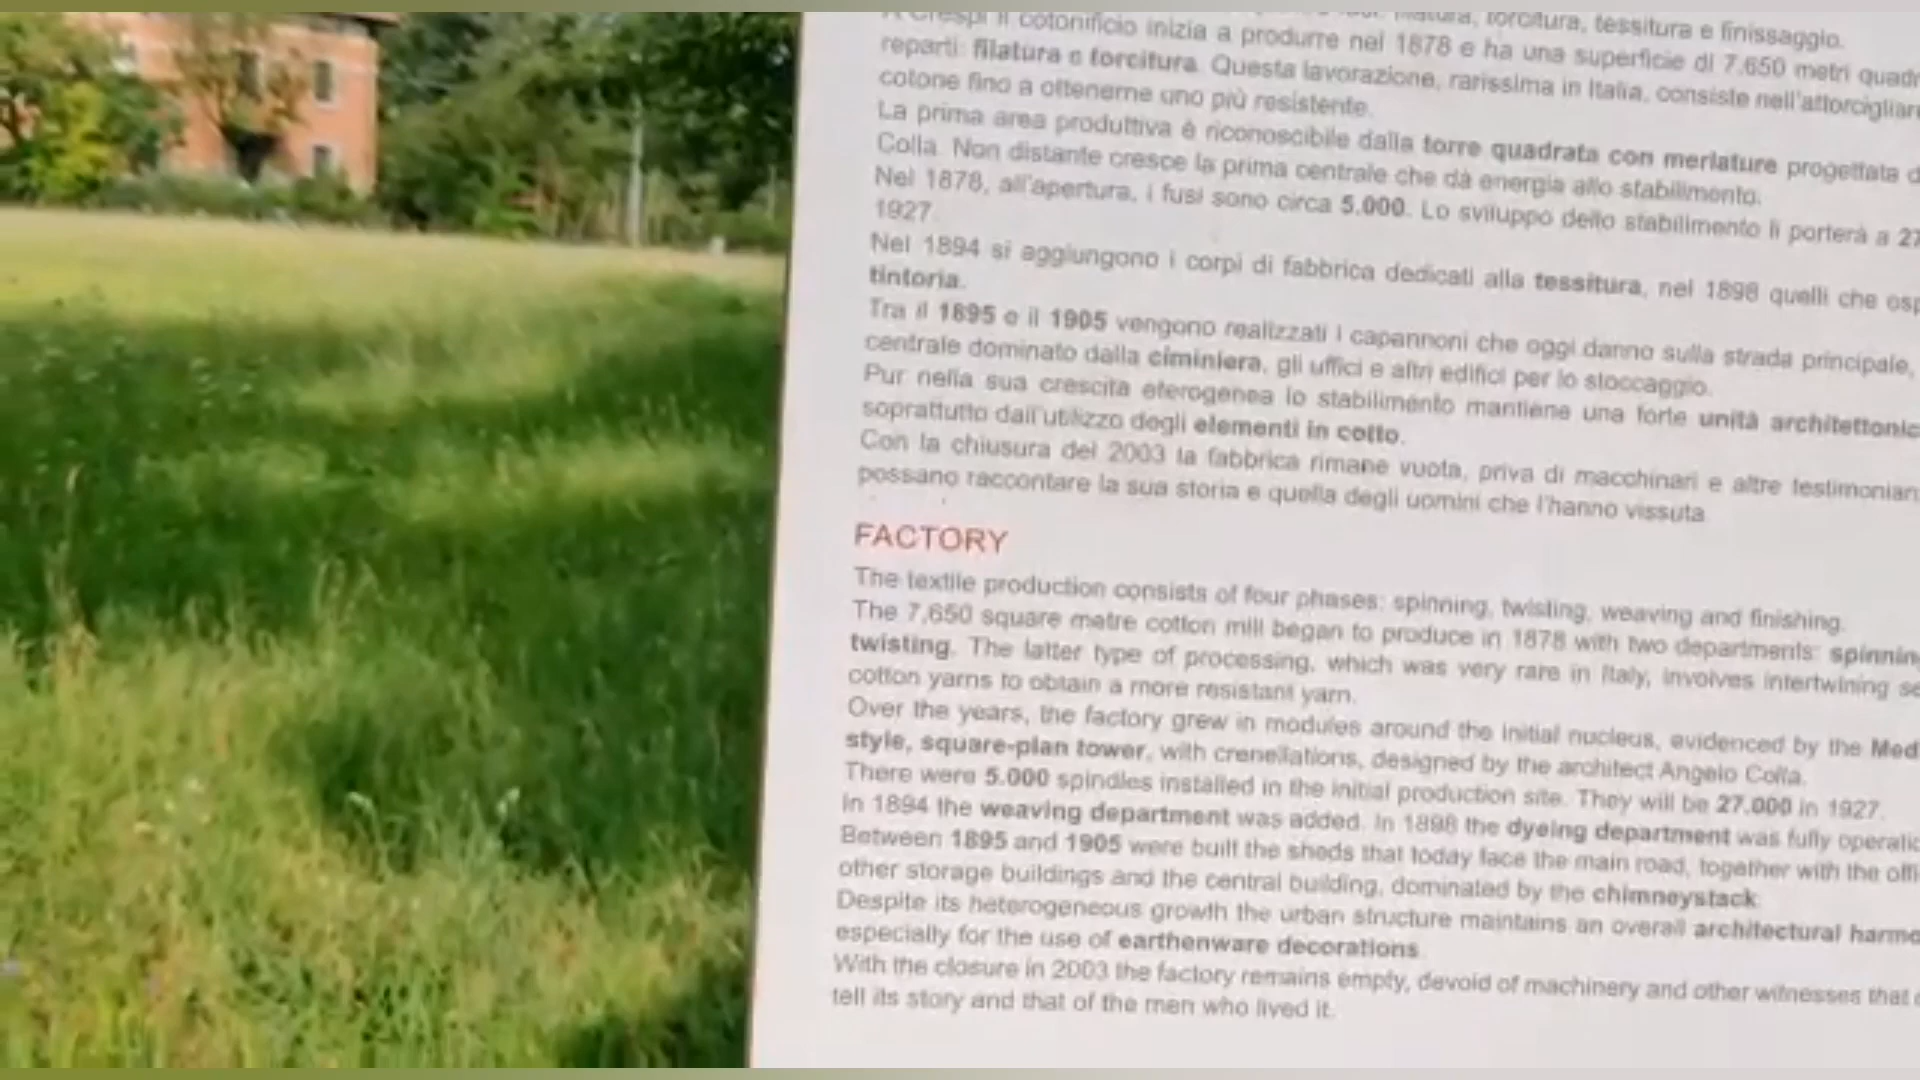 A Crespi il cotonificio inizia a produrre nel 1878 e ha una superficie di 7.650 metri
torcitura, tessitura e finissaggio.
reparti: filatura e torcitura. Questa lavorazione, rarissima in Italia, consiste nell'attorcigliar
cotone fino a ottenerne uno più resistente.
La prima area produttiva è riconoscibile dalla torre quadrata con merlature progettata
Colla. Non distante cresce la prima centrale che dà energia allo stabilimento.
Nel 1878, all'apertura, i fusi sono circa 5.000. Lo sviluppo dello stabilimento li porterà a 27
1927.
Nel 1894 si aggiungono i corpi di fabbrica dedicati alla tessitura, nel 1898 quelli che osp
tintoria.
Tra il 1895 e il 1905 vengono realizzati i capannoni che oggi danno sulla strada principale,
centrale dominato dalla ciminiera, gli uffici e altri edifici per lo stoccaggio.
Pur nella sua crescita eterogenea lo stabilimento mantiene una forte unità architettonic
soprattutto dall'utilizzo degli elementi in cotto.
Con la chiusura del 2003 la fabbrica rimane vuota, priva di macchinari e altre testimonian
possano raccontare la sua storia e quella degli uomini che l'hanno vissuta
FACTORY
The textile production consists of four phases: spinning, twisting, weaving and finishing.
The 7,650 square metre cotton mill began to produce in 1878 with two departments: spinning
twisting. The latter type of processing, which was very rare in Italy, involves intertwining se
cotton yarns to obtain a more resistant yarn.
Over the years, the factory grew in modules around the initial nucleus, evidenced by the Med
style, square-plan tower, with crenellations, designed by the architect Angelo Colla.
There were 5.000 spindles installed in the initial production site. They will be 27.000 in 1927.
In 1894 the weaving department was added. In 1898 the dyeing department was fully operatio
Between 1895 and 1905 were built the sheds that today face the main road, together with the offi
other storage buildings and the central building, dominated by the chimneystack.
Despite its heterogeneous growth the urban structure maintains an overall architectural harmo
especially for the use of earthenware decorations.
With the closure in 2003 the factory remains empty, devoid of machinery and other witnesses that
tell its story and that of the men who lived it.